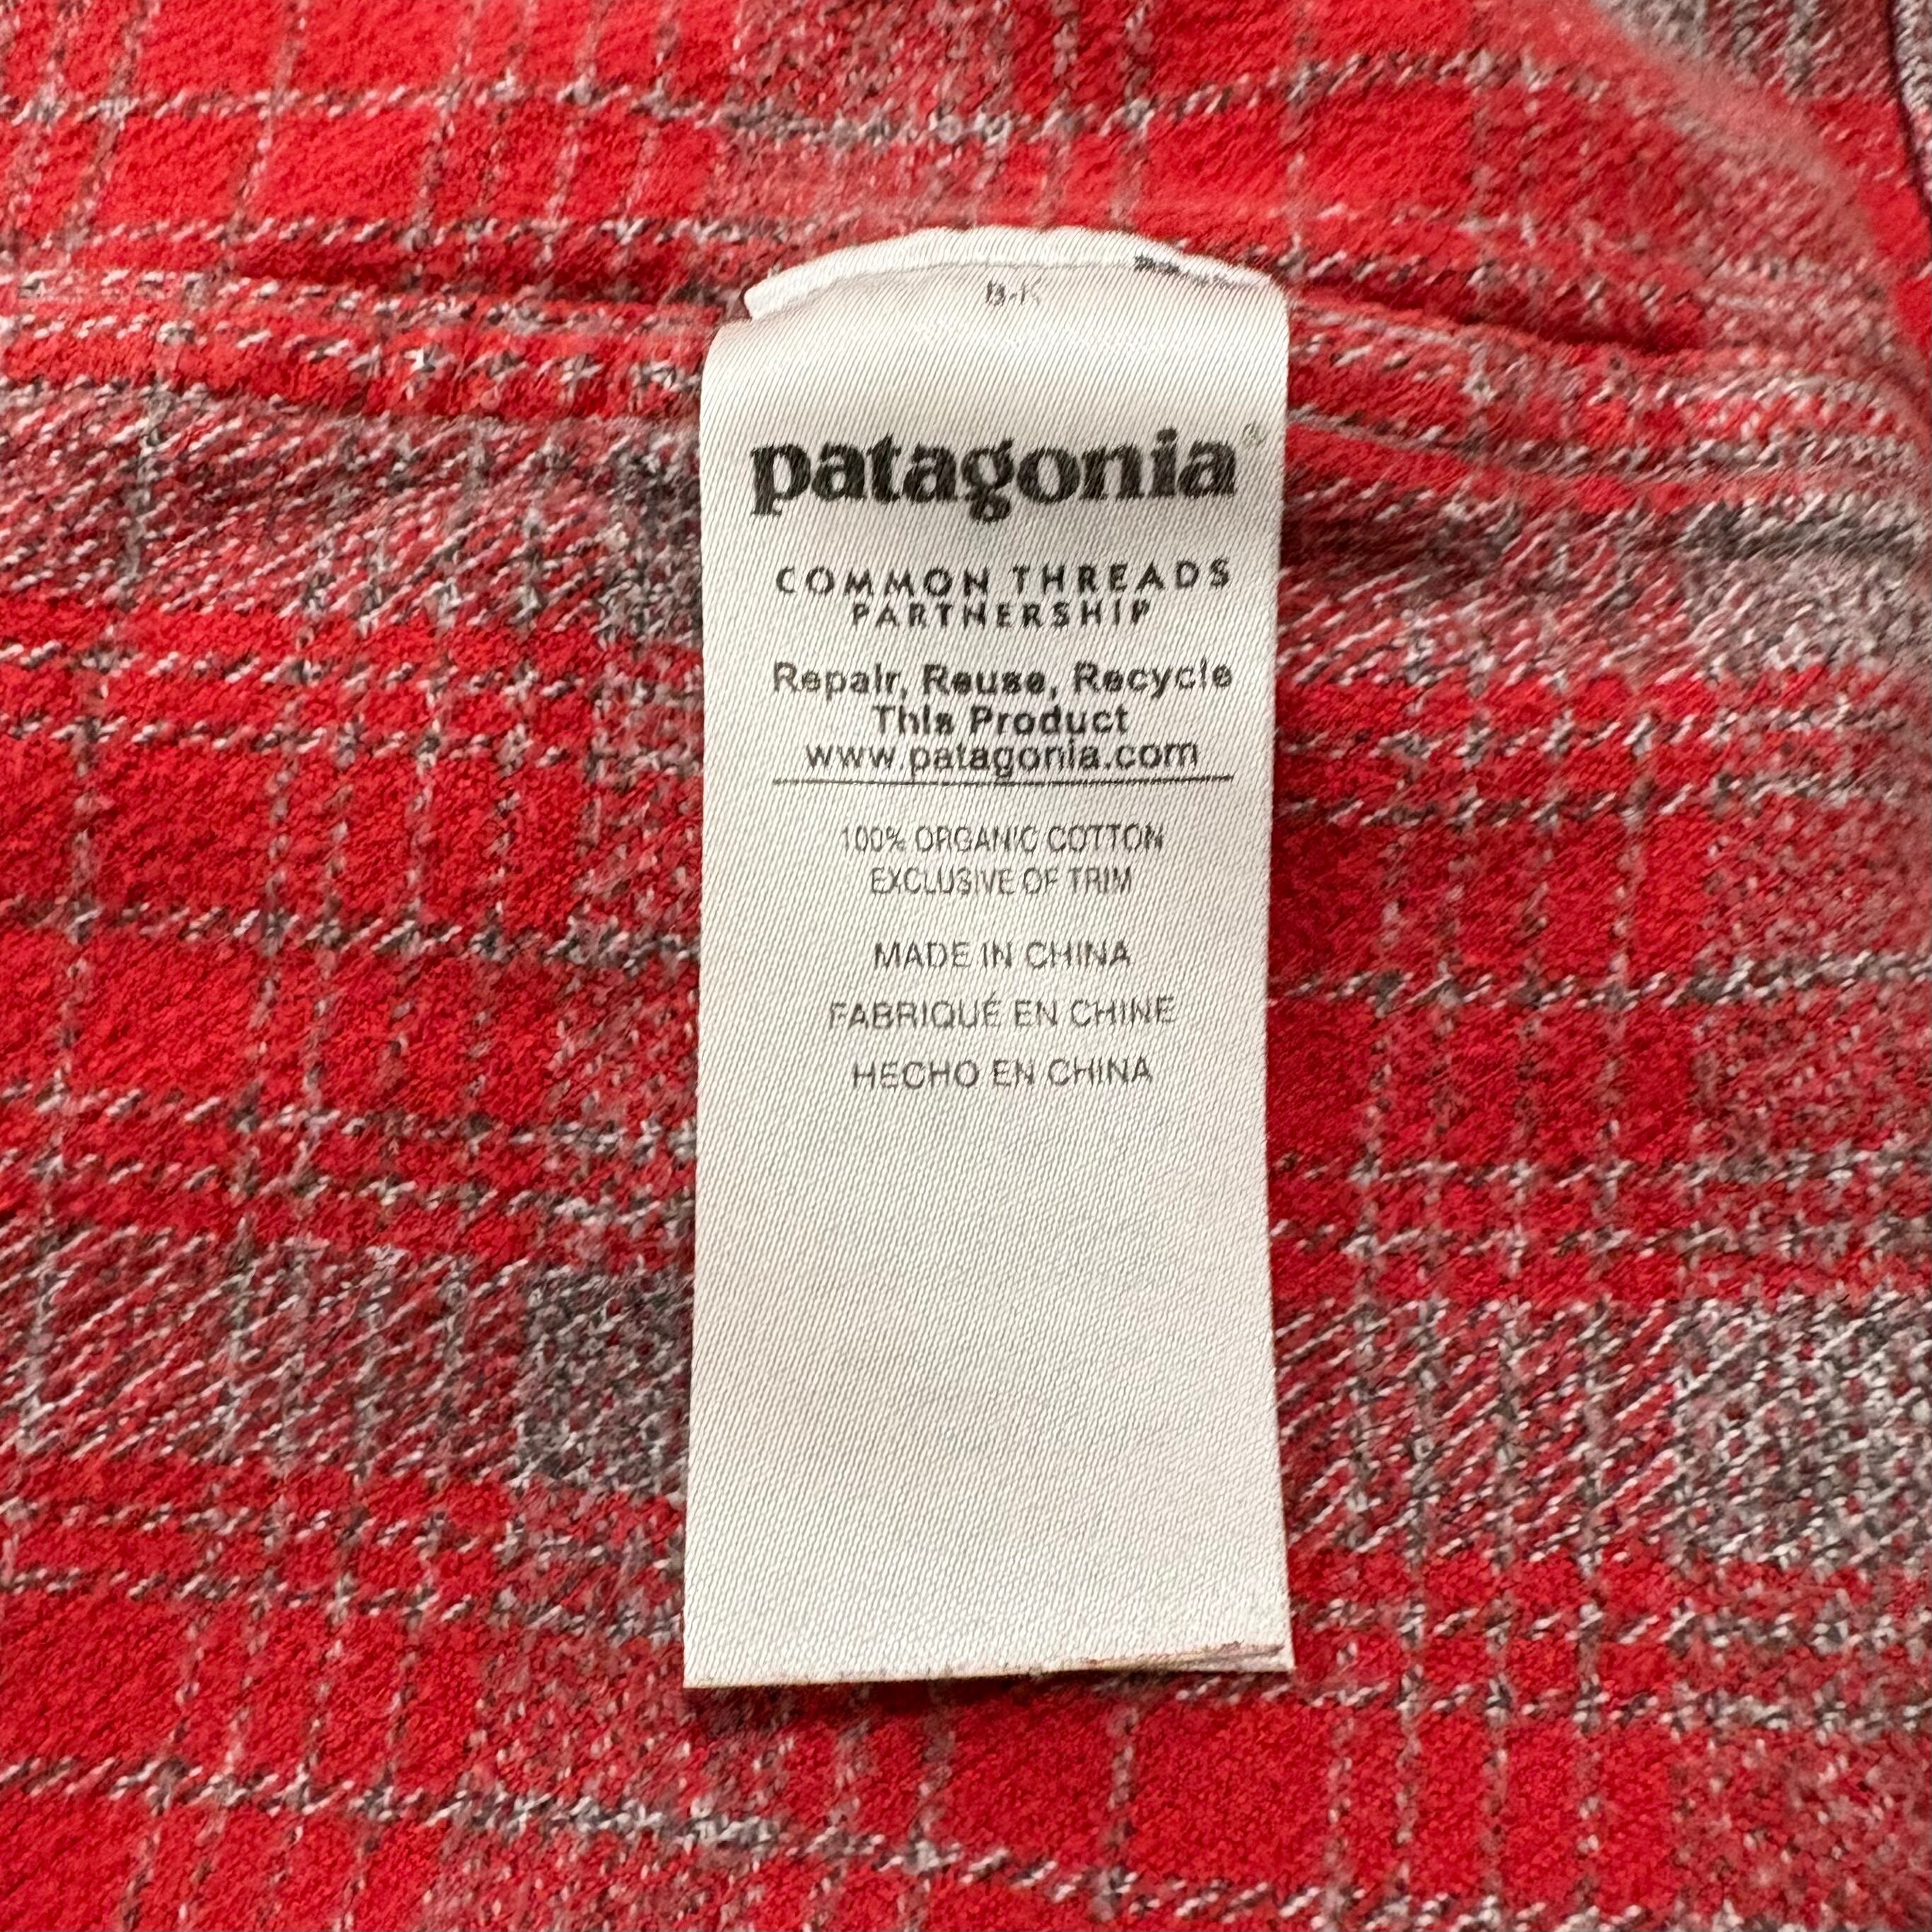 patagonia®
COMMON THREADS
PARTNERSHIP
Repair, Reuse, Recycle
This Product
www.patagonia.com
100% ORGANIC COTTON
EXCLUSIVE OF TRIM
MADE IN CHINA
FABRIQUÉ EN CHINE
HECHO EN CHINA